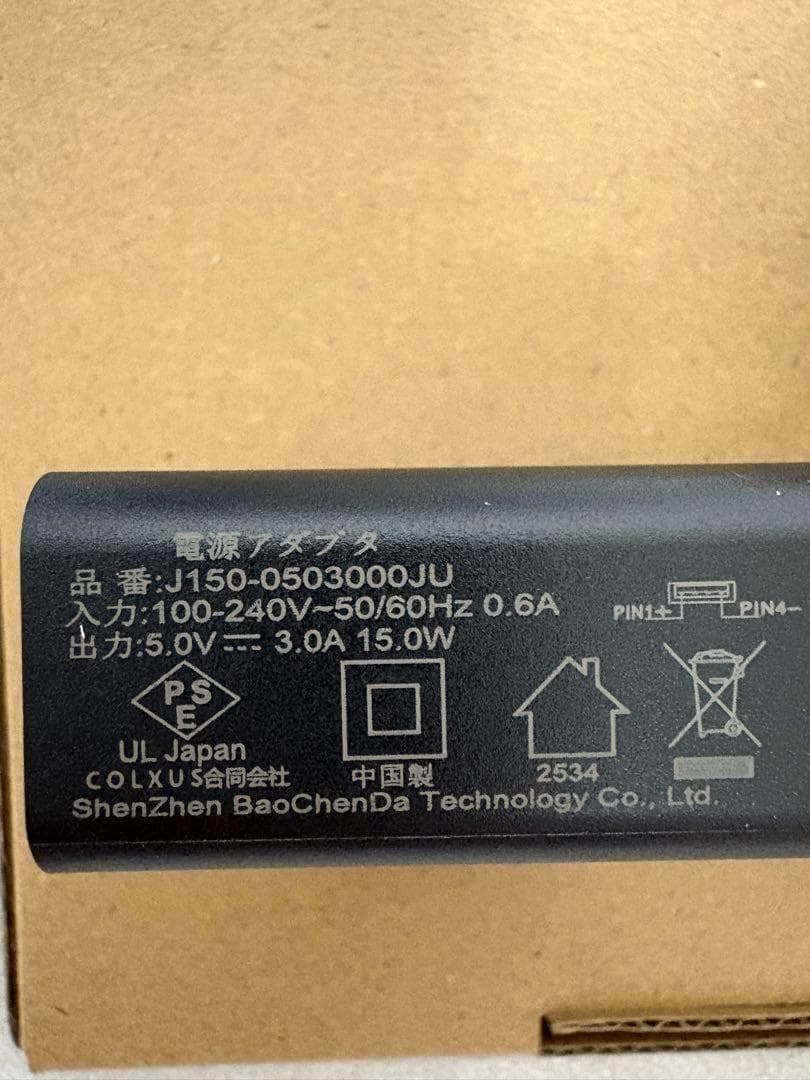 電源アダプタ
品 番:J150-0503000JU
入力:100-240V~50/60Hz 0.6A
出力:5.0V⎓ 3.0A 15.0W
PIN1+ PIN4-
PS
E
UL Japan
COLXUS合同会社
中国製
2534
ShenZhen BaoChenDa Technology Co., Ltd.